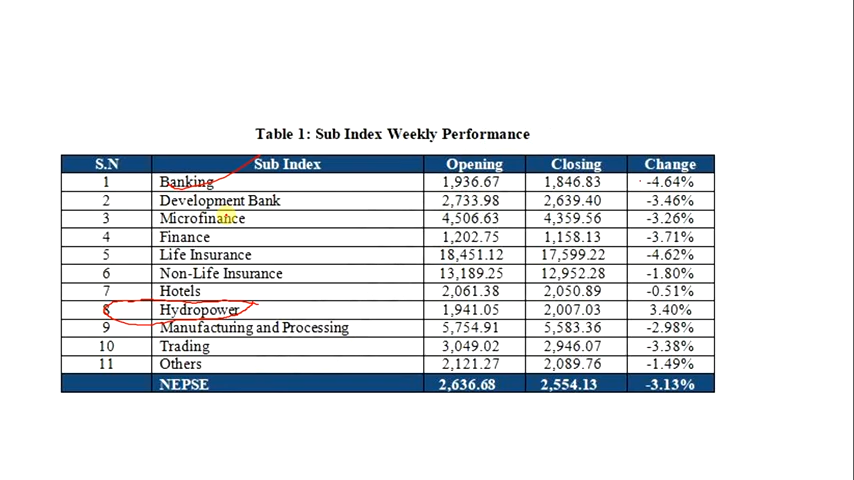 Table 1: Sub Index Weekly Performance
S.N Sub Index Opening Closing Change
1 Banking 1,936.67 1,846.83 -4.64%
2 Development Bank 2,733.98 2,639.40 -3.46%
3 Microfinance 4,506.63 4,359.56 -3.26%
4 Finance 1,202.75 1,158.13 -3.71%
5 Life Insurance 18,451.12 17,599.22 -4.62%
6 Non-Life Insurance 13,189.25 12,952.28 -1.80%
7 Hotels 2,061.38 2,050.89 -0.51%
8 Hydropower 1,941.05 2,007.03 3.40%
9 Manufacturing and Processing 5,754.91 5,583.36 -2.98%
10 Trading 3,049.02 2,946.07 -3.38%
11 Others 2,121.27 2,089.76 -1.49%
NEPSE 2,636.68 2,554.13 -3.13%